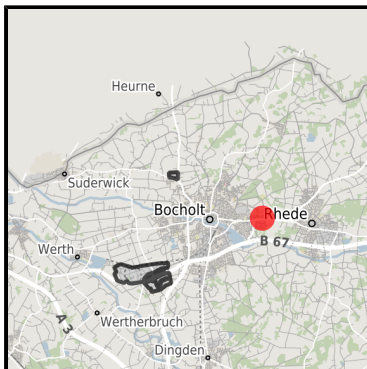 Heurne
Suderwick
Bocholt
Rhede
B 67
Werth
A 3
Wertherbruch
Dingden